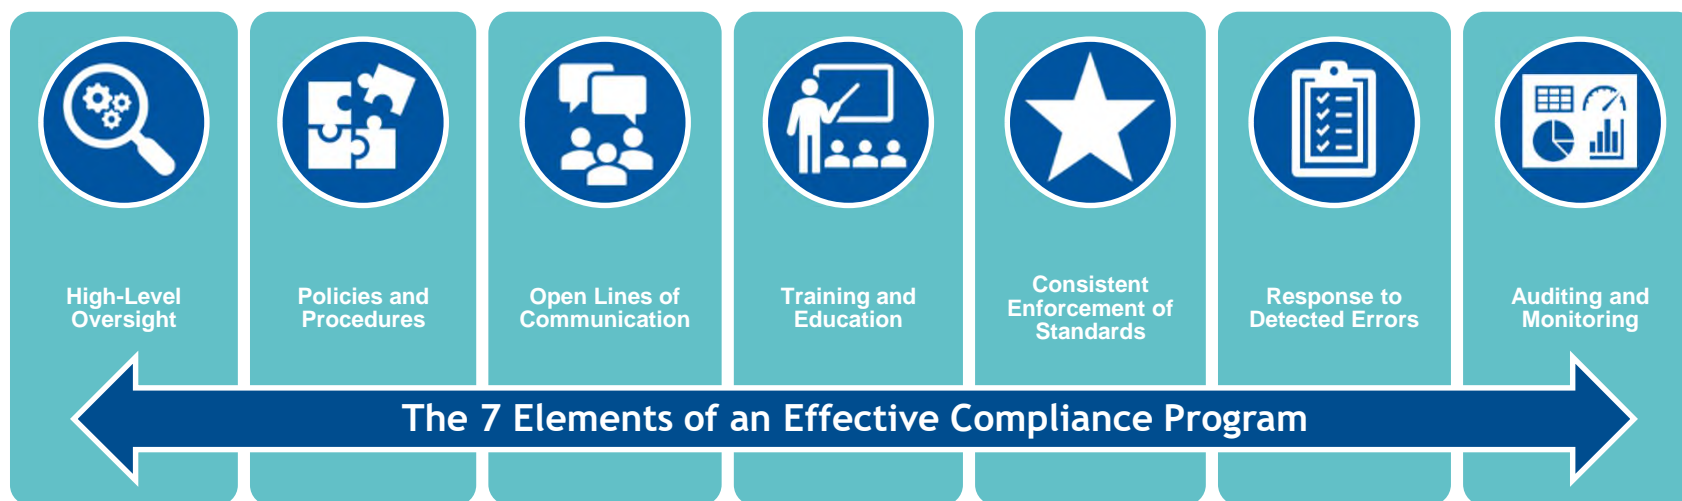 High-Level
Oversight
Policies and
Procedures
Open Lines of
Communication
Training and
Education
Consistent
Enforcement of
Standards
Response to
Detected Errors
Auditing and
Monitoring
The 7 Elements of an Effective Compliance Program